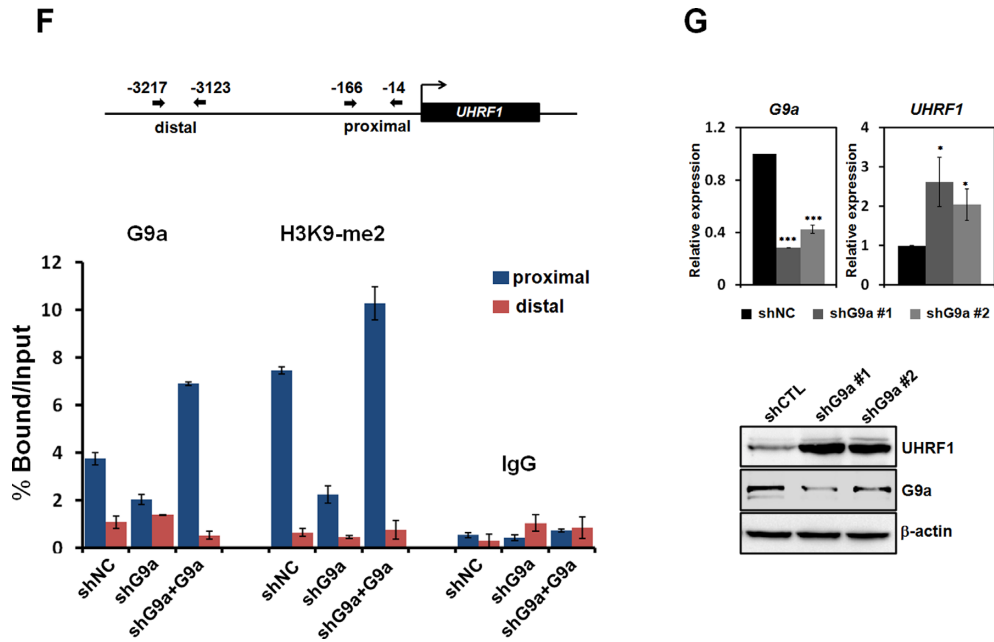 F
-3217 -3123 -166 -14
UHRF1
distal proximal
G9a H3K9-me2
proximal
distal
IgG
% Bound/Input
12
10
8
6
4
2
0
shNC shG9a shG9a+G9a shNC shG9a shG9a+G9a shNC shG9a shG9a+G9a
G
G9a
Relative expression
1.2
0.8
0.4
0
*** ***
UHRF1
Relative expression
4
3
2
1
0
* *
shNC shG9a #1 shG9a #2
shCTL shG9a #1 shG9a #2
UHRF1
G9a
β-actin